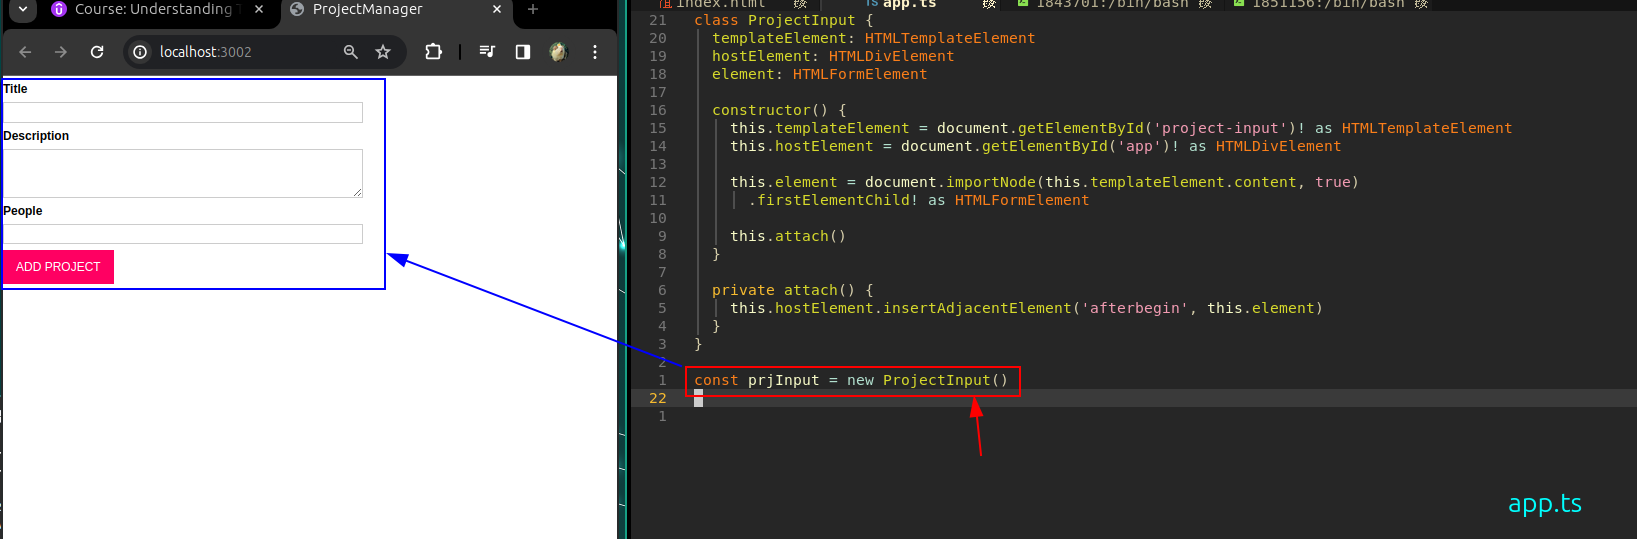 Course: Understanding T
ProjectManager
localhost:3002
Title
Description
People
ADD PROJECT
index.html
TS app.ts
1843701:/bin/bash
1851156:/bin/bash
21 class ProjectInput {
20 templateElement: HTMLTemplateElement
19 hostElement: HTMLDivElement
18 element: HTMLFormElement
17
16 constructor() {
15 this.templateElement = document.getElementById('project-input')! as HTMLTemplateElement
14 this.hostElement = document.getElementById('app')! as HTMLDivElement
13
12 this.element = document.importNode(this.templateElement.content, true)
11 .firstElementChild! as HTMLFormElement
10
9 this.attach()
8 }
7
6 private attach() {
5 this.hostElement.insertAdjacentElement('afterbegin', this.element)
4 }
3 }
2
1 const prjInput = new ProjectInput()
22
1
app.ts